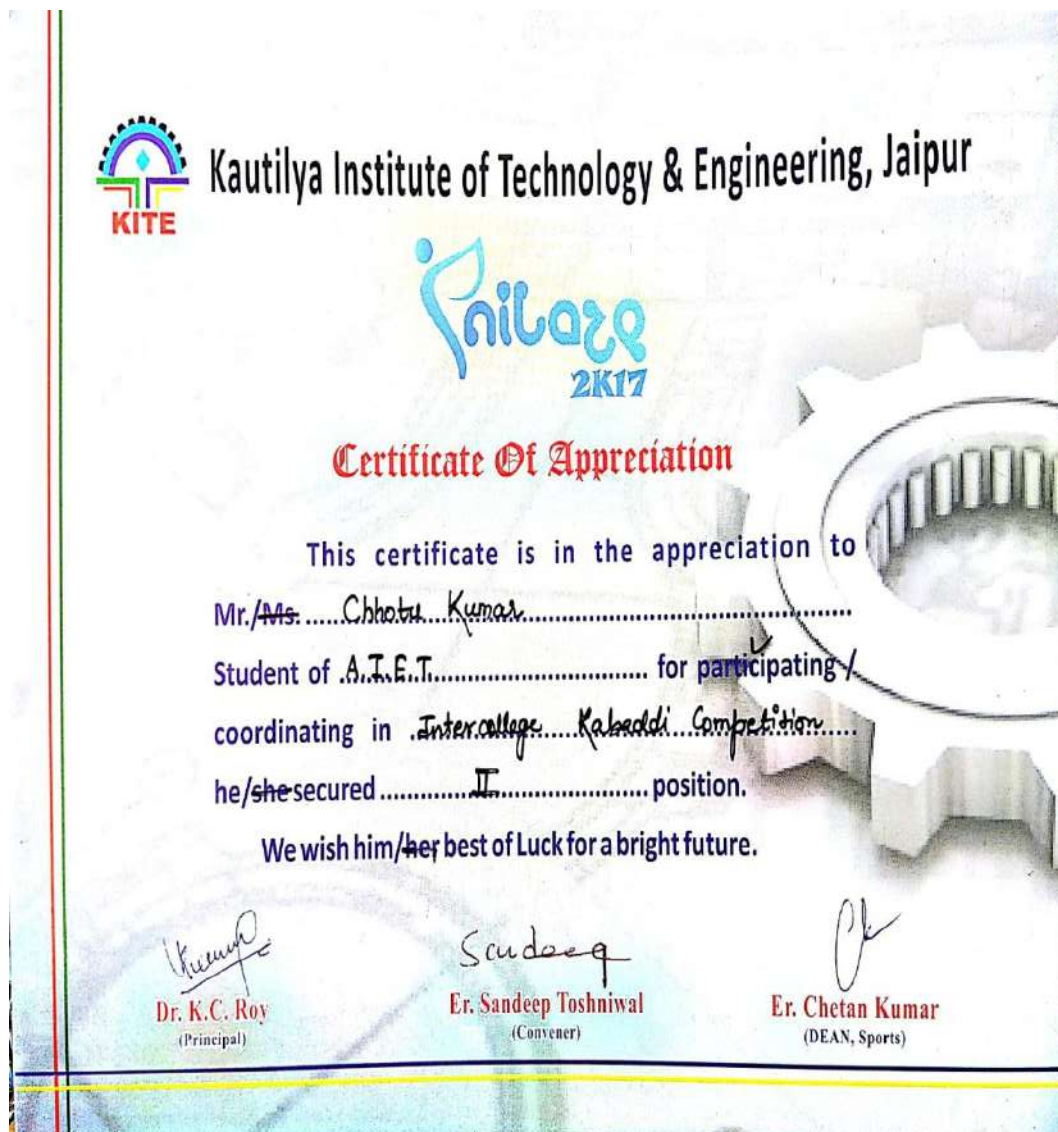 Kautilya Institute of Technology & Engineering, Jaipur
KITE
2K17
Certificate Of Appreciation
This certificate is in the appreciation to
Mr./Ms. ......Chhotu Kumar..........
Student of .A.I.E.T........... for participating /
coordinating in .Intercollege....Kabaddi...Competition....
he/she secured ..............II....................... position.
We wish him/her best of Luck for a bright future.
Sandeep
Dr. K.C. Roy
Er. Sandeep Toshniwal
Er. Chetan Kumar
(Principal)
(Convener)
(DEAN, Sports)